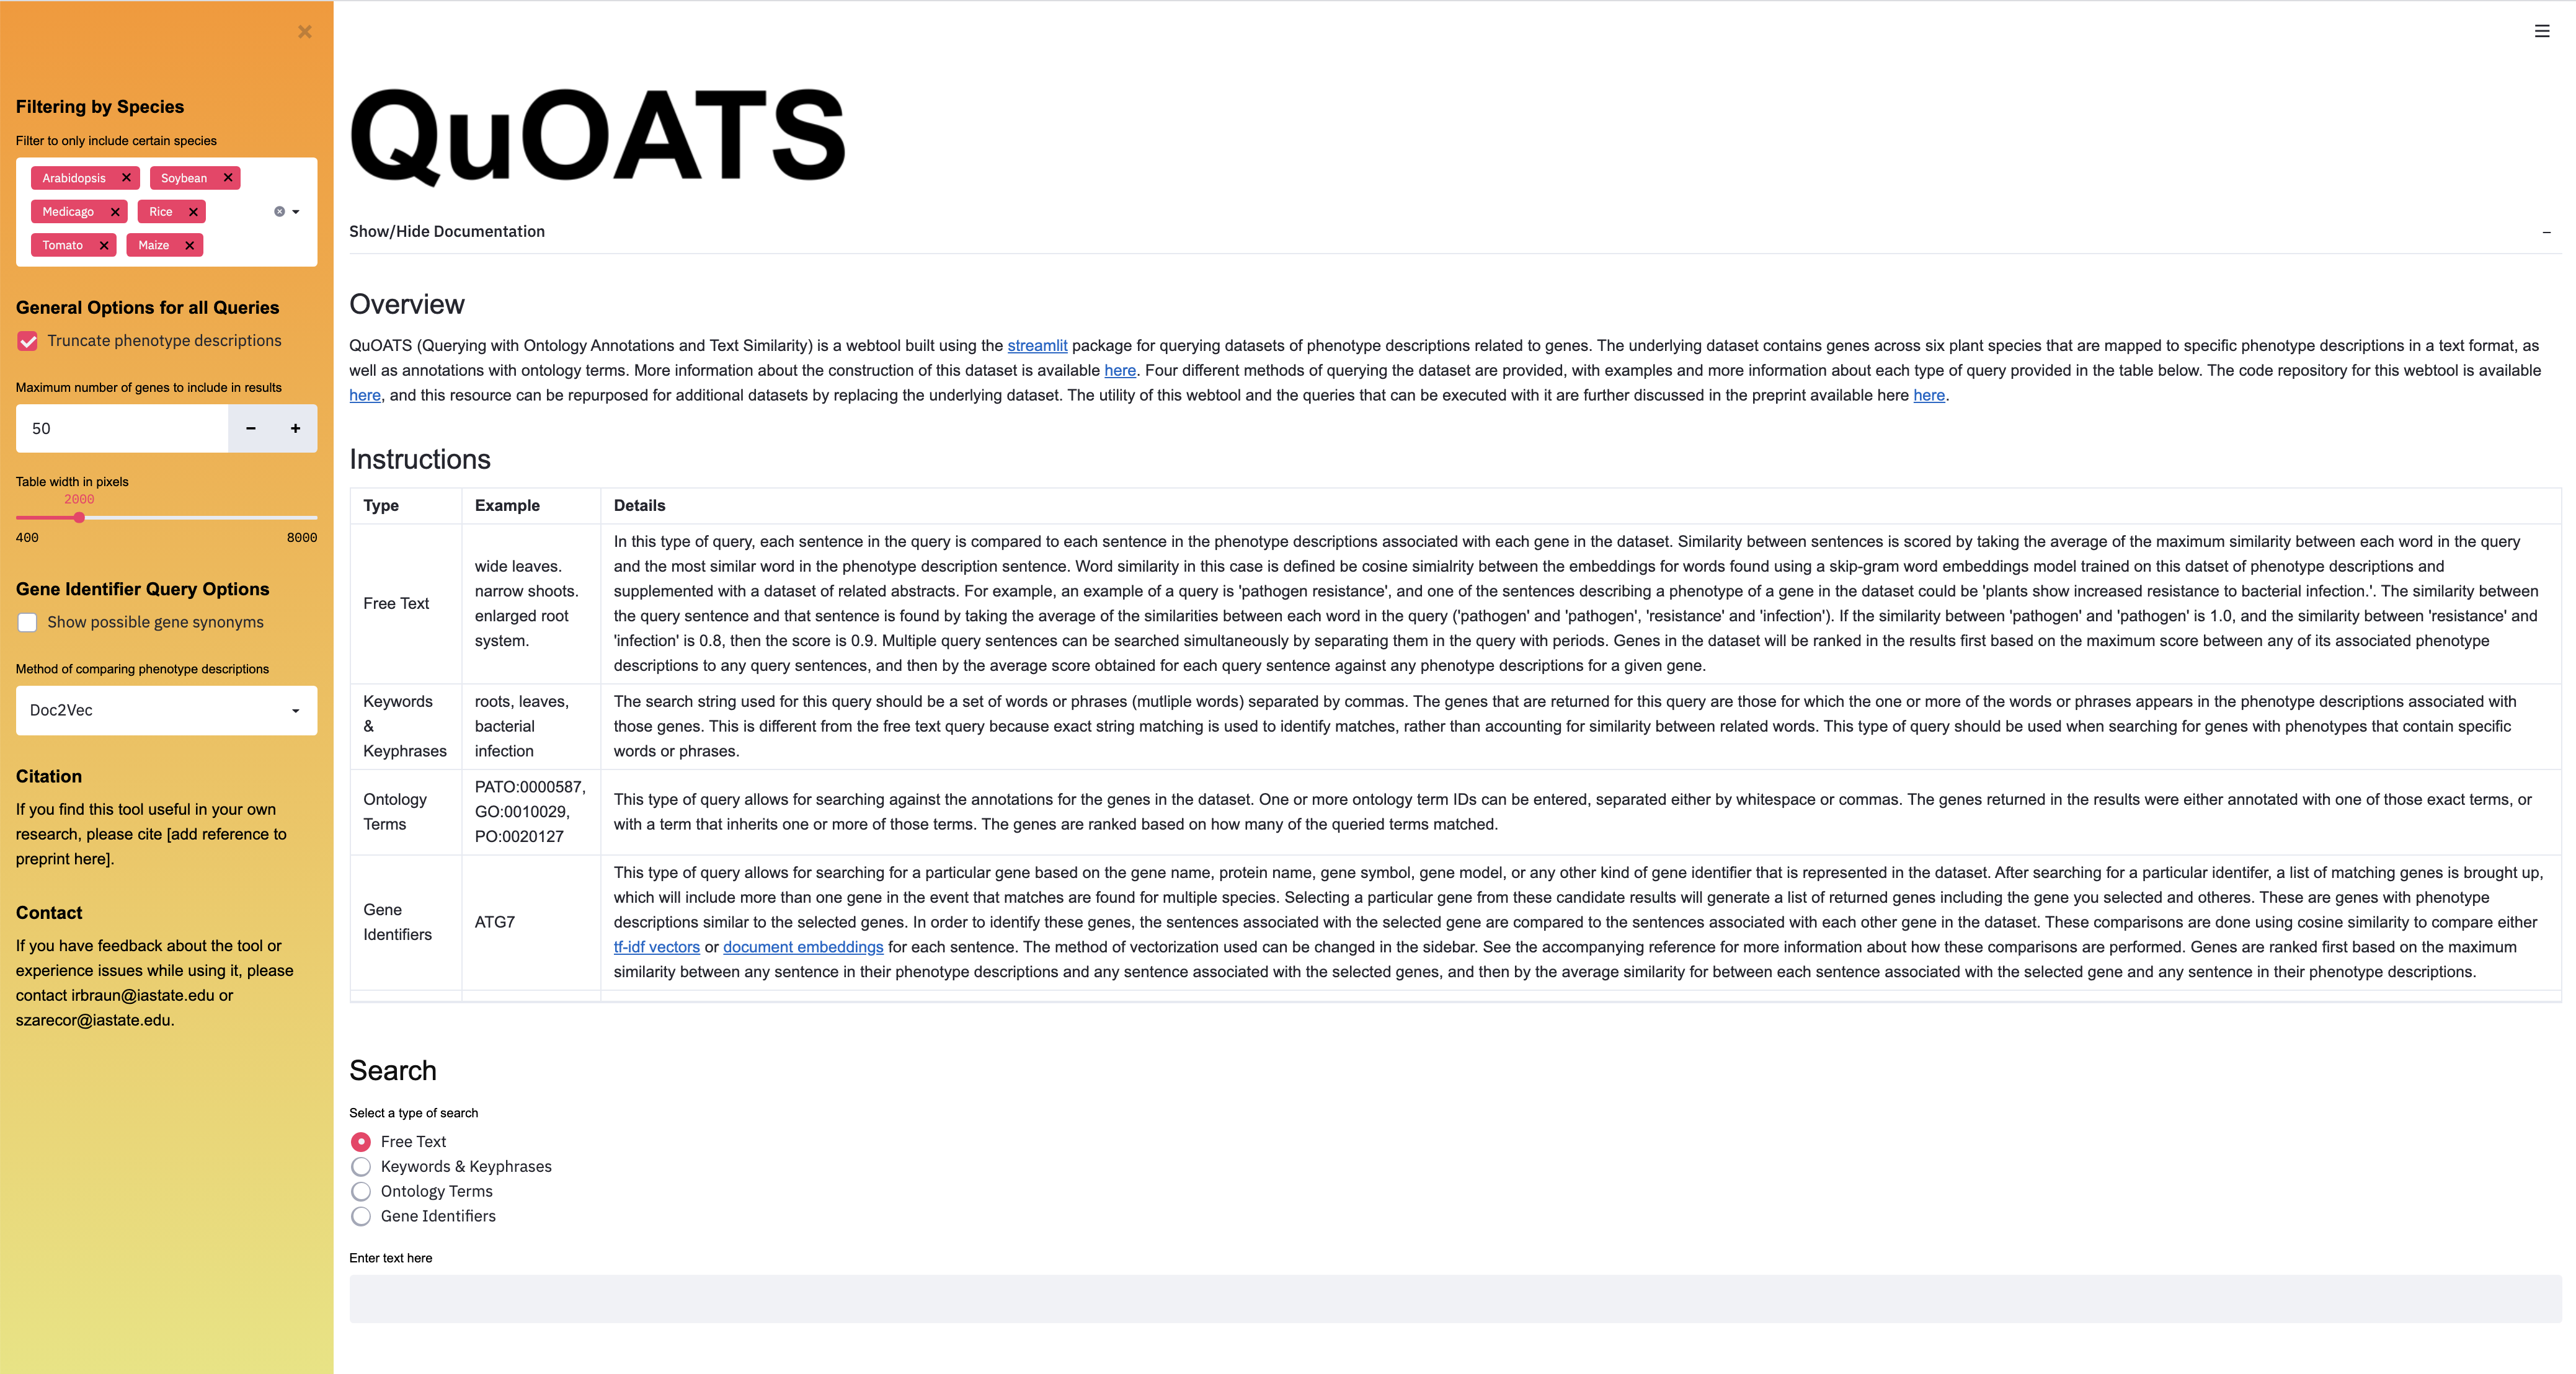 Filtering by Species
Filter to only include certain species
Arabidopsis Soybean
Medicago Rice
Tomato Maize
General Options for all Queries
Truncate phenotype descriptions
Maximum number of genes to include in results
50
Table width in pixels
2000
400 8000
Gene Identifier Query Options
Show possible gene synonyms
Method of comparing phenotype descriptions
Doc2Vec
Citation
If you find this tool useful in your own
research, please cite [add reference to
preprint here].
Contact
If you have feedback about the tool or
experience issues while using it, please
contact irbraun@iastate.edu or
szarecor@iastate.edu.
QuOATS
Show/Hide Documentation
Overview
QuOATS (Querying with Ontology Annotations and Text Similarity) is a webtool built using the streamlit package for querying datasets of phenotype descriptions related to genes. The underlying dataset contains genes across six plant species that are mapped to specific phenotype descriptions in a text format, as
well as annotations with ontology terms. More information about the construction of this dataset is available here. Four different methods of querying the dataset are provided, with examples and more information about each type of query provided in the table below. The code repository for this webtool is available
here, and this resource can be repurposed for additional datasets by replacing the underlying dataset. The utility of this webtool and the queries that can be executed with it are further discussed in the preprint available here here.
Instructions
Type Example Details
Free Text
wide leaves.
narrow shoots.
enlarged root
system.
In this type of query, each sentence in the query is compared to each sentence in the phenotype descriptions associated with each gene in the dataset. Similarity between sentences is scored by taking the average of the maximum similarity between each word in the query
and the most similar word in the phenotype description sentence. Word similarity in this case is defined be cosine simialrity between the embeddings for words found using a skip-gram word embeddings model trained on this datset of phenotype descriptions and
supplemented with a dataset of related abstracts. For example, an example of a query is 'pathogen resistance', and one of the sentences describing a phenotype of a gene in the dataset could be 'plants show increased resistance to bacterial infection.'. The similarity between
the query sentence and that sentence is found by taking the average of the similarities between each word in the query ('pathogen' and 'pathogen', 'resistance' and 'infection'). If the similarity between 'pathogen' and 'pathogen' is 1.0, and the similarity between 'resistance' and
'infection' is 0.8, then the score is 0.9. Multiple query sentences can be searched simultaneously by separating them in the query with periods. Genes in the dataset will be ranked in the results first based on the maximum score between any of its associated phenotype
descriptions to any query sentences, and then by the average score obtained for each query sentence against any phenotype descriptions for a given gene.
Keywords
&
Keyphrases
roots, leaves,
bacterial
infection
The search string used for this query should be a set of words or phrases (mutliple words) separated by commas. The genes that are returned for this query are those for which the one or more of the words or phrases appears in the phenotype descriptions associated with
those genes. This is different from the free text query because exact string matching is used to identify matches, rather than accounting for similarity between related words. This type of query should be used when searching for genes with phenotypes that contain specific
words or phrases.
Ontology
Terms
PATO:0000587,
GO:0010029,
PO:0020127
This type of query allows for searching against the annotations for the genes in the dataset. One or more ontology term IDs can be entered, separated either by whitespace or commas. The genes returned in the results were either annotated with one of those exact terms, or
with a term that inherits one or more of those terms. The genes are ranked based on how many of the queried terms matched.
Gene
Identifiers
ATG7
This type of query allows for searching for a particular gene based on the gene name, protein name, gene symbol, gene model, or any other kind of gene identifier that is represented in the dataset. After searching for a particular identifer, a list of matching genes is brought up,
which will include more than one gene in the event that matches are found for multiple species. Selecting a particular gene from these candidate results will generate a list of returned genes including the gene you selected and otheres. These are genes with phenotype
descriptions similar to the selected genes. In order to identify these genes, the sentences associated with the selected gene are compared to the sentences associated with each other gene in the dataset. These comparisons are done using cosine similarity to compare either
tf-idf vectors or document embeddings for each sentence. The method of vectorization used can be changed in the sidebar. See the accompanying reference for more information about how these comparisons are performed. Genes are ranked first based on the maximum
similarity between any sentence in their phenotype descriptions and any sentence associated with the selected genes, and then by the average similarity for between each sentence associated with the selected gene and any sentence in their phenotype descriptions.
Search
Select a type of search
Free Text
Keywords & Keyphrases
Ontology Terms
Gene Identifiers
Enter text here